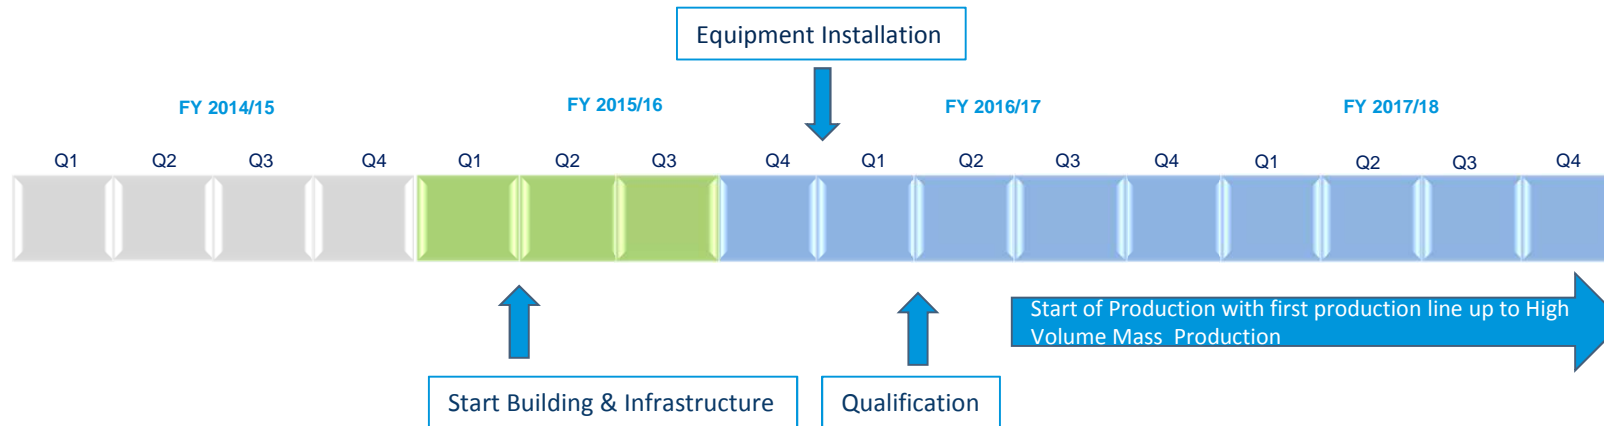 Equipment Installation
FY 2014/15 FY 2015/16 FY 2016/17 FY 2017/18
Q1 Q2 Q3 Q4 Q1 Q2 Q3 Q4 Q1 Q2 Q3 Q4 Q1 Q2 Q3 Q4
Start of Production with first production line up to High
Volume Mass Production
Start Building & Infrastructure Qualification